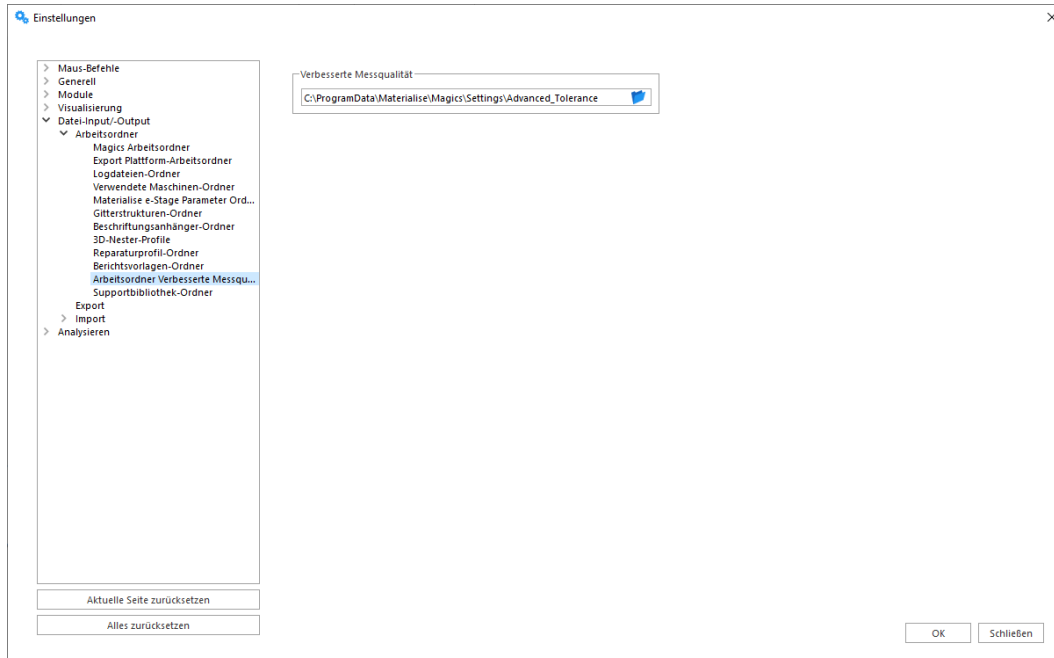 Einstellungen
Maus-Befehle
Generell
Module
Visualisierung
Datei-Input/-Output
Arbeitsordner
Magics Arbeitsordner
Export Plattform-Arbeitsordner
Logdateien-Ordner
Verwendete Maschinen-Ordner
Materialise e-Stage Parameter Ord...
Gitterstrukturen-Ordner
Beschriftungsanhänger-Ordner
3D-Nester-Profile
Reparaturprofil-Ordner
Berichtsvorlagen-Ordner
Arbeitsordner Verbesserte Messqu...
Supportbibliothek-Ordner
Export
Import
Analysieren
Aktuelle Seite zurücksetzen
Alles zurücksetzen
Verbesserte Messqualität
C:\ProgramData\Materialise\Magics\Settings\Advanced_Tolerance
OK
Schließen